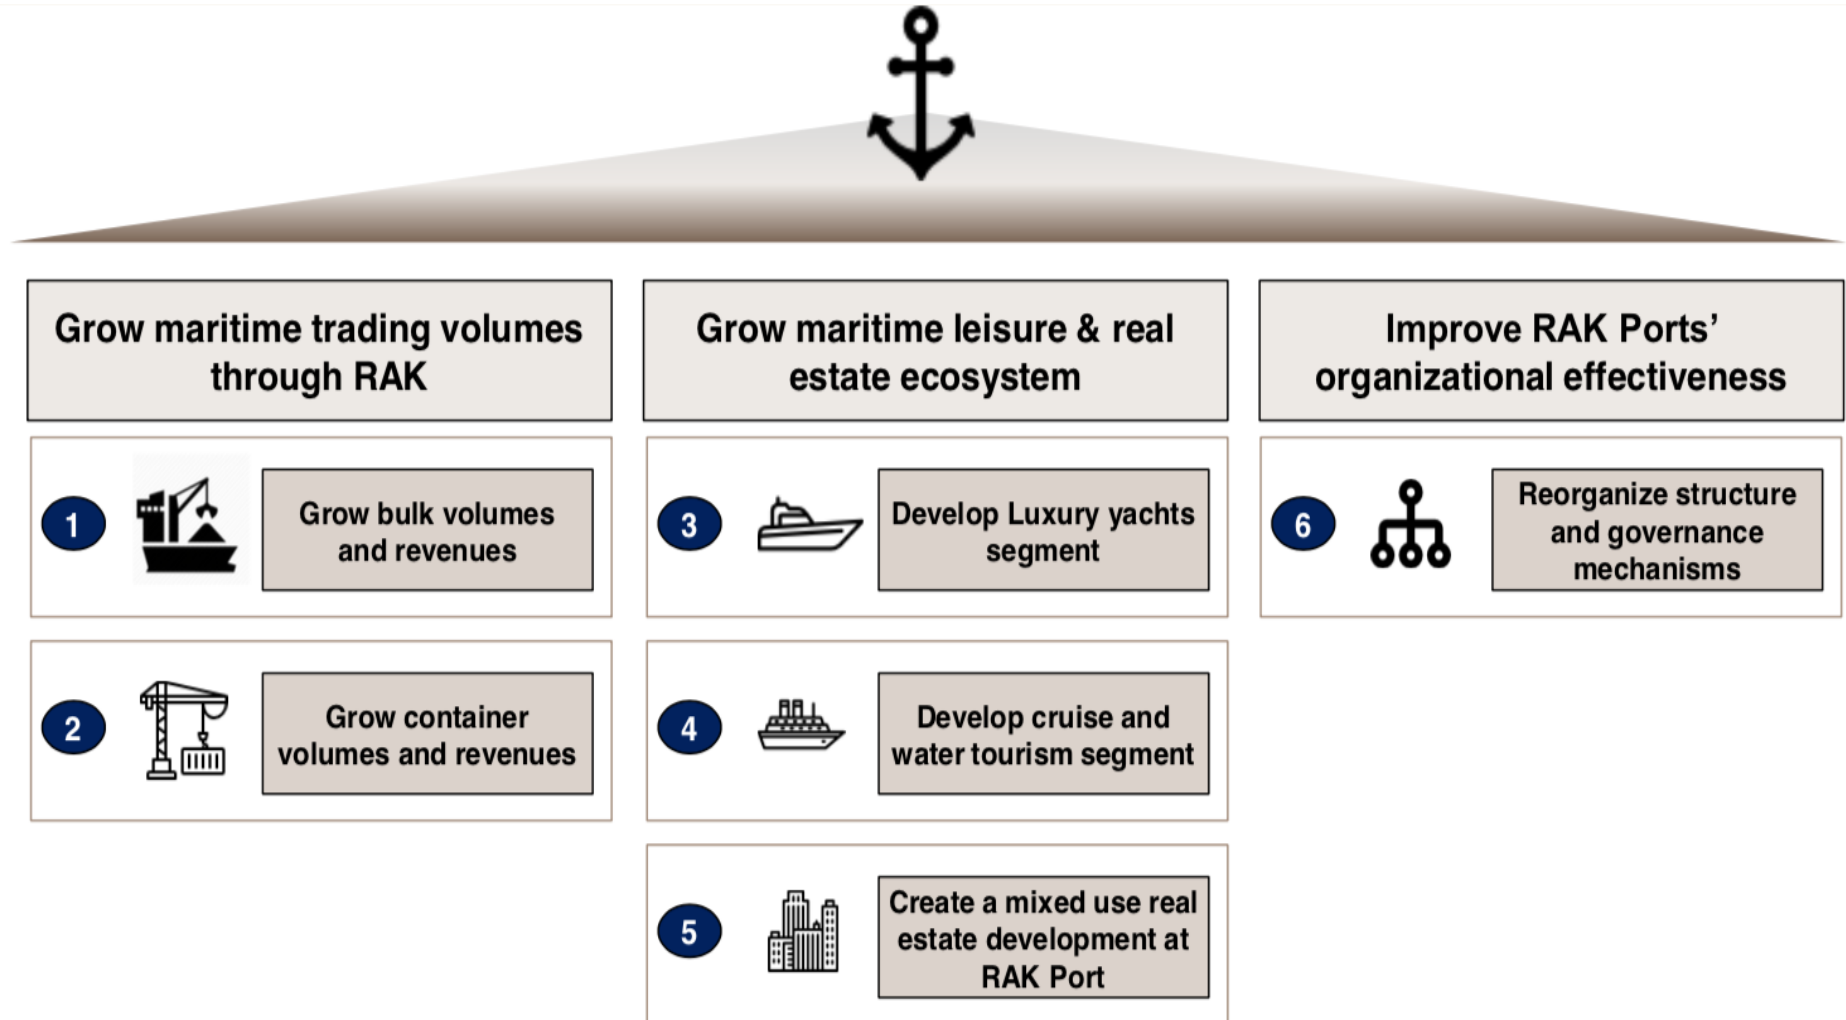 Grow maritime trading volumes
through RAK
1
Grow bulk volumes
and revenues
2
Grow container
volumes and revenues
Grow maritime leisure & real
estate ecosystem
3
Develop Luxury yachts
segment
4
Develop cruise and
water tourism segment
5
Create a mixed use real
estate development at
RAK Port
Improve RAK Ports’
organizational effectiveness
6
Reorganize structure
and governance
mechanisms